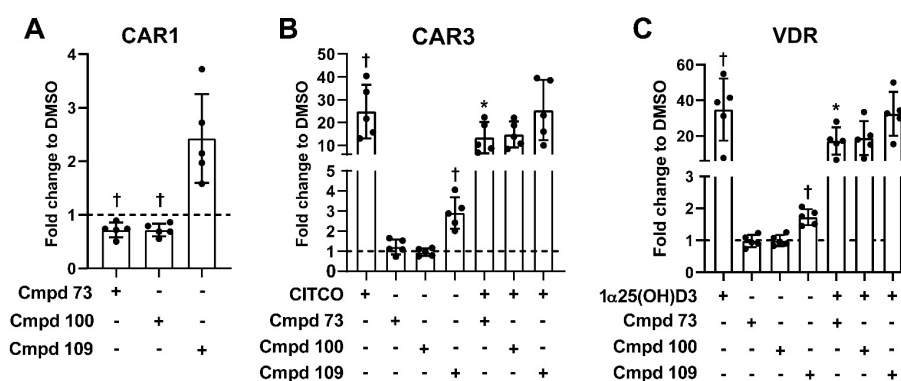 A CAR1
Fold change to DMSO
4
3
2
1
0
† †
Cmpd 73 + - -
Cmpd 100 - + -
Cmpd 109 - - +
B CAR3
Fold change to DMSO
50
40
30
20
10
5
4
3
2
1
0
† † *
CITCO + - - - + + +
Cmpd 73 - + - - + - -
Cmpd 100 - - + - - + -
Cmpd 109 - - - + - - +
C VDR
Fold change to DMSO
60
40
20
3
2
1
0
† † *
1α25(OH)D3 + - - - + + +
Cmpd 73 - + - - + - -
Cmpd 100 - - + - - + -
Cmpd 109 - - - + - - +